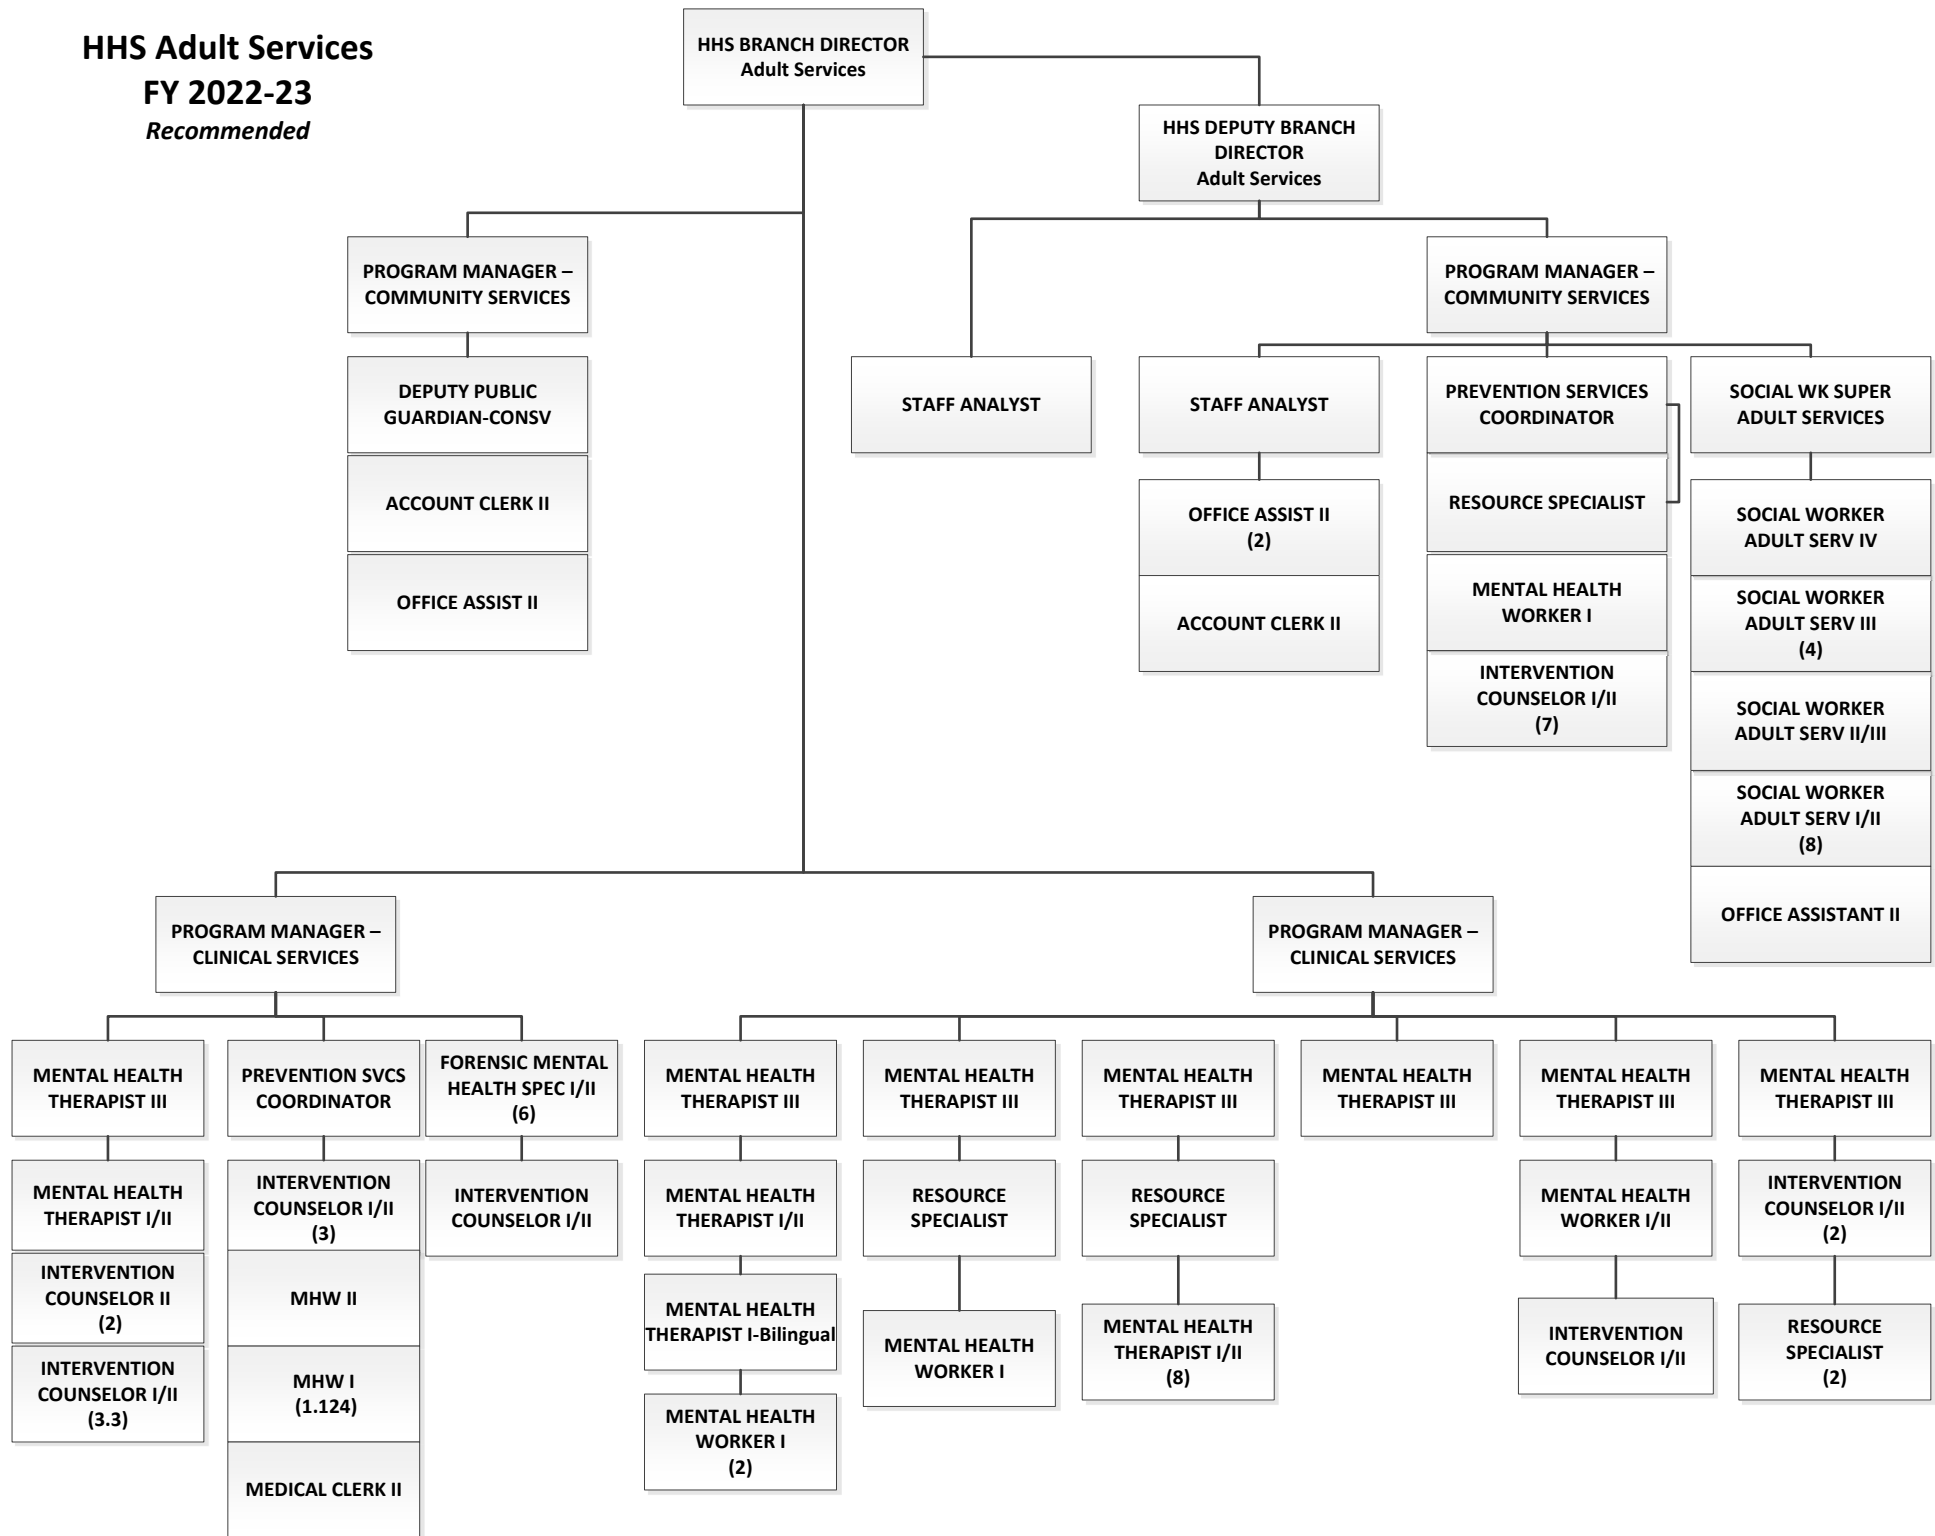 HHS Adult Services
FY 2022-23
Recommended
HHS BRANCH DIRECTOR
Adult Services
HHS DEPUTY BRANCH
DIRECTOR
Adult Services
PROGRAM MANAGER –
COMMUNITY SERVICES
DEPUTY PUBLIC
GUARDIAN-CONSV
ACCOUNT CLERK II
OFFICE ASSIST II
PROGRAM MANAGER –
COMMUNITY SERVICES
STAFF ANALYST
STAFF ANALYST
OFFICE ASSIST II
(2)
ACCOUNT CLERK II
PREVENTION SERVICES
COORDINATOR
RESOURCE SPECIALIST
MENTAL HEALTH
WORKER I
INTERVENTION
COUNSELOR I/II
(7)
SOCIAL WK SUPER
ADULT SERVICES
SOCIAL WORKER
ADULT SERV IV
SOCIAL WORKER
ADULT SERV III
(4)
SOCIAL WORKER
ADULT SERV II/III
SOCIAL WORKER
ADULT SERV I/II
(8)
OFFICE ASSISTANT II
PROGRAM MANAGER –
CLINICAL SERVICES
MENTAL HEALTH
THERAPIST III
MENTAL HEALTH
THERAPIST I/II
INTERVENTION
COUNSELOR II
(2)
INTERVENTION
COUNSELOR I/II
(3.3)
PREVENTION SVCS
COORDINATOR
INTERVENTION
COUNSELOR I/II
(3)
MHW II
MHW I
(1.124)
MEDICAL CLERK II
FORENSIC MENTAL
HEALTH SPEC I/II
(6)
INTERVENTION
COUNSELOR I/II
PROGRAM MANAGER –
CLINICAL SERVICES
MENTAL HEALTH
THERAPIST III
MENTAL HEALTH
THERAPIST I/II
MENTAL HEALTH
THERAPIST I-Bilingual
MENTAL HEALTH
WORKER I
(2)
MENTAL HEALTH
THERAPIST III
RESOURCE
SPECIALIST
MENTAL HEALTH
WORKER I
MENTAL HEALTH
THERAPIST III
RESOURCE
SPECIALIST
MENTAL HEALTH
THERAPIST I/II
(8)
MENTAL HEALTH
THERAPIST III
MENTAL HEALTH
THERAPIST III
MENTAL HEALTH
WORKER I/II
INTERVENTION
COUNSELOR I/II
MENTAL HEALTH
THERAPIST III
INTERVENTION
COUNSELOR I/II
(2)
RESOURCE
SPECIALIST
(2)